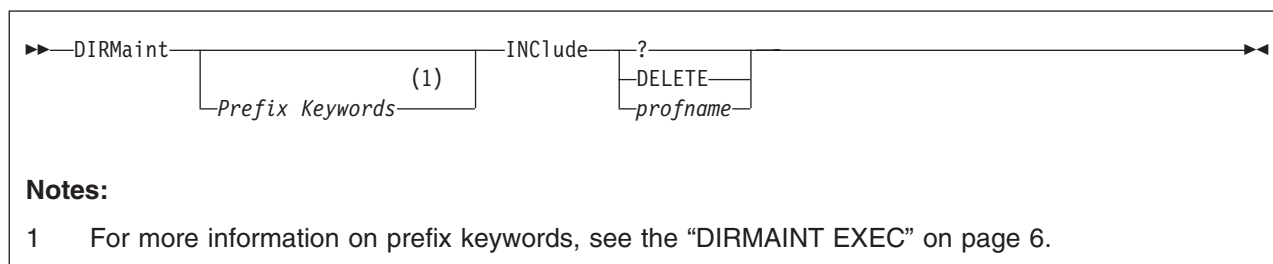 DIRMaint INClude ?
(1) DELETE
Prefix Keywords profname
Notes:
1 For more information on prefix keywords, see the “DIRMAINT EXEC” on page 6.